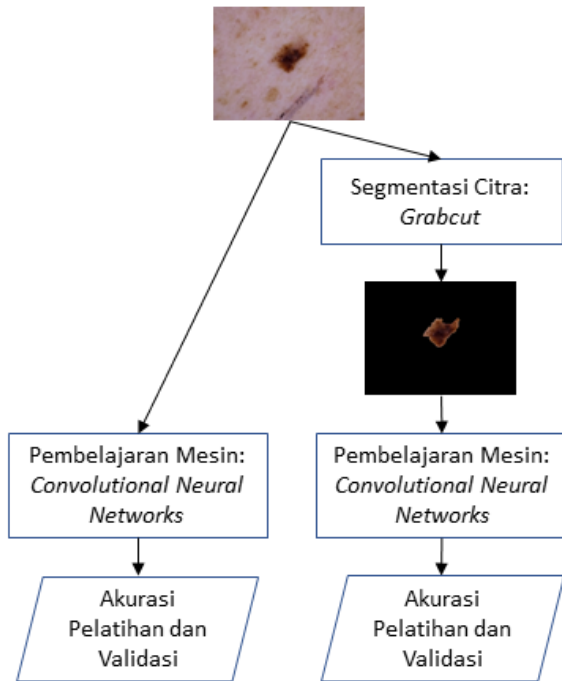 Segmentasi Citra:
Grabcut
Pembelajaran Mesin:
Convolutional Neural
Networks
Pembelajaran Mesin:
Convolutional Neural
Networks
Akurasi
Pelatihan dan
Validasi
Akurasi
Pelatihan dan
Validasi